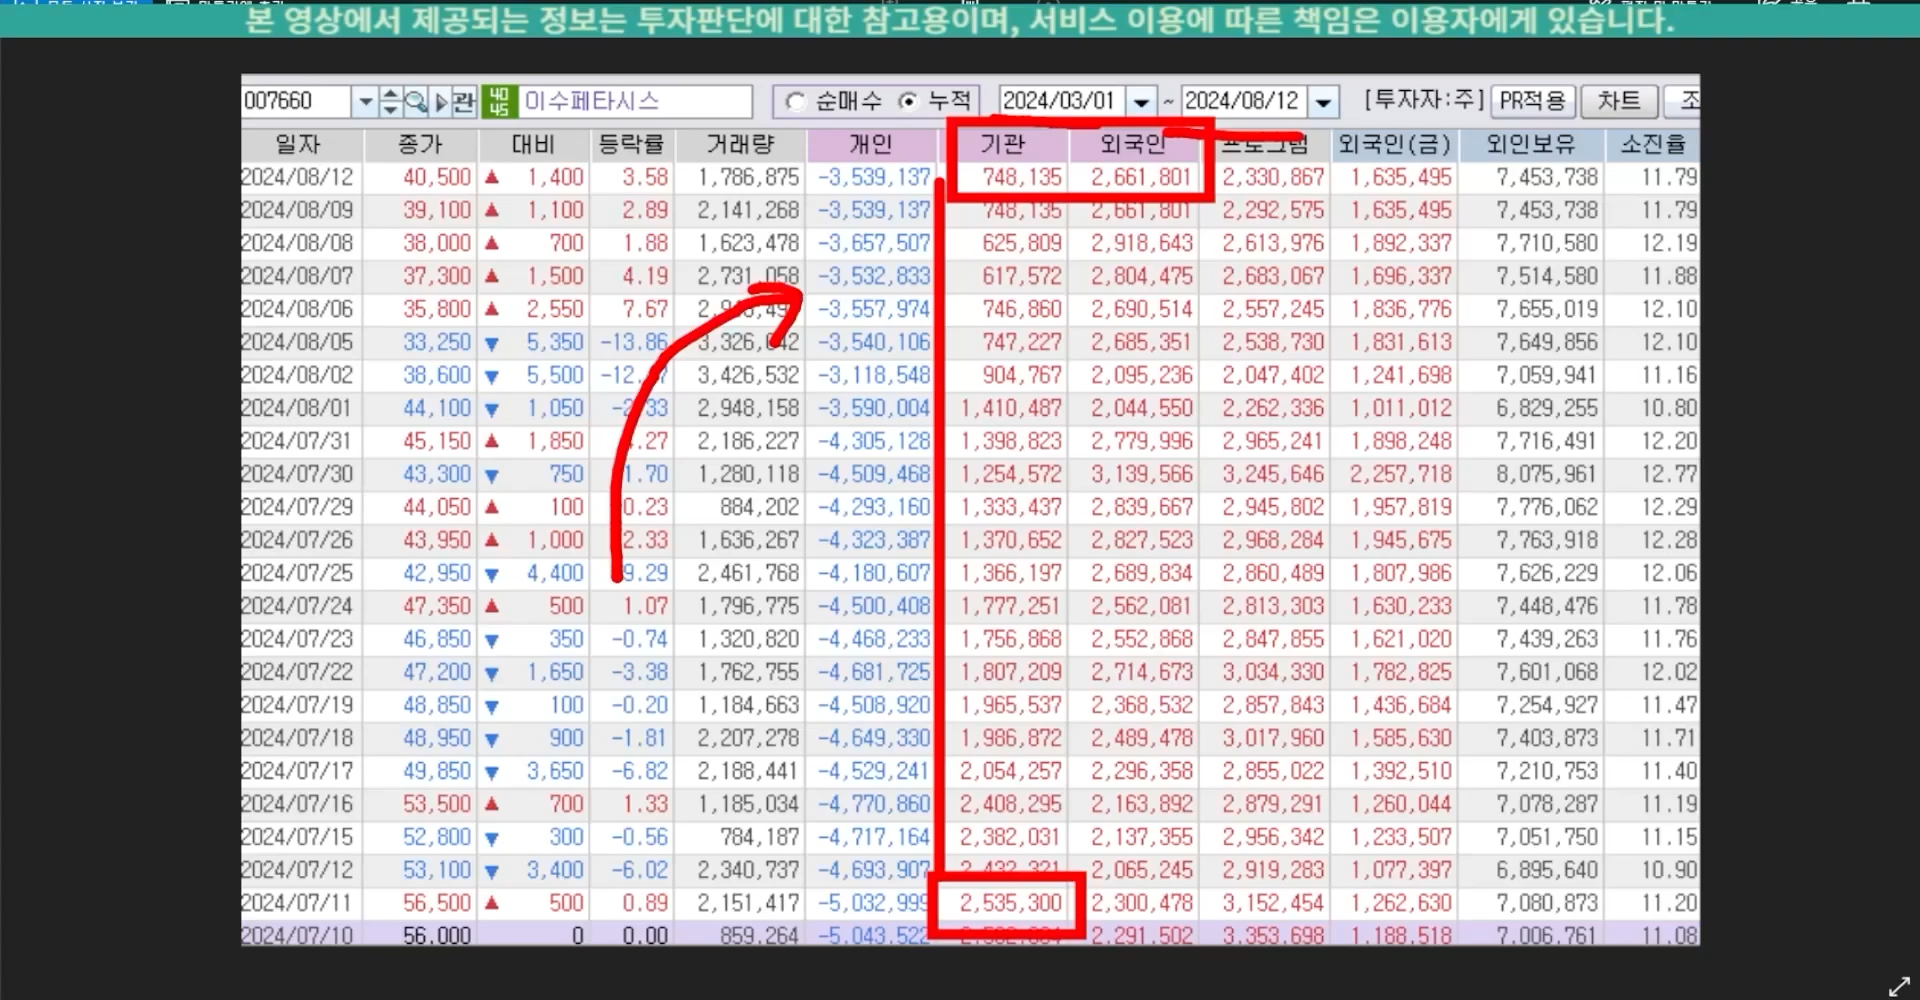 본 영상에서 제공되는 정보는 투자판단에 대한 참고용이며, 서비스 이용에 따른 책임은 이용자에게 있습니다.
007660 관 40 45 이수페타시스 순매수 누적 2024/03/01 ~ 2024/08/12 [투자자:주] PR적용 차트 조
일자 종가 대비 등락률 거래량 개인 기관 외국인 프로그램 외국인(금) 외인보유 소진율
2024/08/12 40,500 ▲ 1,400 3.58 1,786,875 -3,539,137 748,135 2,661,801 2,330,867 1,635,495 7,453,738 11.79
2024/08/09 39,100 ▲ 1,100 2.89 2,141,268 -3,539,137 748,135 2,661,801 2,292,575 1,635,495 7,453,738 11.79
2024/08/08 38,000 ▲ 700 1.88 1,623,478 -3,657,507 625,809 2,918,643 2,613,976 1,892,337 7,710,580 12.19
2024/08/07 37,300 ▲ 1,500 4.19 2,731,058 -3,532,833 617,572 2,804,475 2,683,067 1,696,337 7,514,580 11.88
2024/08/06 35,800 ▲ 2,550 7.67 -3,557,974 746,860 2,690,514 2,557,245 1,836,776 7,655,019 12.10
2024/08/05 33,250 ▼ 5,350 -13.86 3,326,042 -3,540,106 747,227 2,685,351 2,538,730 1,831,613 7,649,856 12.10
2024/08/02 38,600 ▼ 5,500 3,426,532 -3,118,548 904,767 2,095,236 2,047,402 1,241,698 7,059,941 11.16
2024/08/01 44,100 ▼ 1,050 -2.33 2,948,158 -3,590,004 1,410,487 2,044,550 2,262,336 1,011,012 6,829,255 10.80
2024/07/31 45,150 ▲ 1,850 2,186,227 -4,305,128 1,398,823 2,779,996 2,965,241 1,898,248 7,716,491 12.20
2024/07/30 43,300 ▼ 750 1.70 1,280,118 -4,509,468 1,254,572 3,139,566 3,245,646 2,257,718 8,075,961 12.77
2024/07/29 44,050 ▲ 100 0.23 884,202 -4,293,160 1,333,437 2,839,667 2,945,802 1,957,819 7,776,062 12.29
2024/07/26 43,950 ▲ 1,000 2.33 1,636,267 -4,323,387 1,370,652 2,827,523 2,968,284 1,945,675 7,763,918 12.28
2024/07/25 42,950 ▼ 4,400 9.29 2,461,768 -4,180,607 1,366,197 2,689,834 2,860,489 1,807,986 7,626,229 12.06
2024/07/24 47,350 ▲ 500 1.07 1,796,775 -4,500,408 1,777,251 2,562,081 2,813,303 1,630,233 7,448,476 11.78
2024/07/23 46,850 ▼ 350 -0.74 1,320,820 -4,468,233 1,756,868 2,552,868 2,847,855 1,621,020 7,439,263 11.76
2024/07/22 47,200 ▼ 1,650 -3.38 1,762,755 -4,681,725 1,807,209 2,714,673 3,034,330 1,782,825 7,601,068 12.02
2024/07/19 48,850 ▼ 100 -0.20 1,184,663 -4,508,920 1,965,537 2,368,532 2,857,843 1,436,684 7,254,927 11.47
2024/07/18 48,950 ▼ 900 -1.81 2,207,278 -4,649,330 1,986,872 2,489,478 3,017,960 1,585,630 7,403,873 11.71
2024/07/17 49,850 ▼ 3,650 -6.82 2,188,441 -4,529,241 2,054,257 2,296,358 2,855,022 1,392,510 7,210,753 11.40
2024/07/16 53,500 ▲ 700 1.33 1,185,034 -4,770,860 2,408,295 2,163,892 2,879,291 1,260,044 7,078,287 11.19
2024/07/15 52,800 ▼ 300 -0.56 784,187 -4,717,164 2,382,031 2,137,355 2,956,342 1,233,507 7,051,750 11.15
2024/07/12 53,100 ▼ 3,400 -6.02 2,340,737 -4,693,907 2,432,321 2,065,245 2,919,283 1,077,397 6,895,640 10.90
2024/07/11 56,500 ▲ 500 0.89 2,151,417 -5,032,999 2,535,300 2,300,478 3,152,454 1,262,630 7,080,873 11.20
2024/07/10 56,000 0 0.00 859,264 -5,043,522 2,291,502 3,353,698 1,188,518 7,006,761 11.08